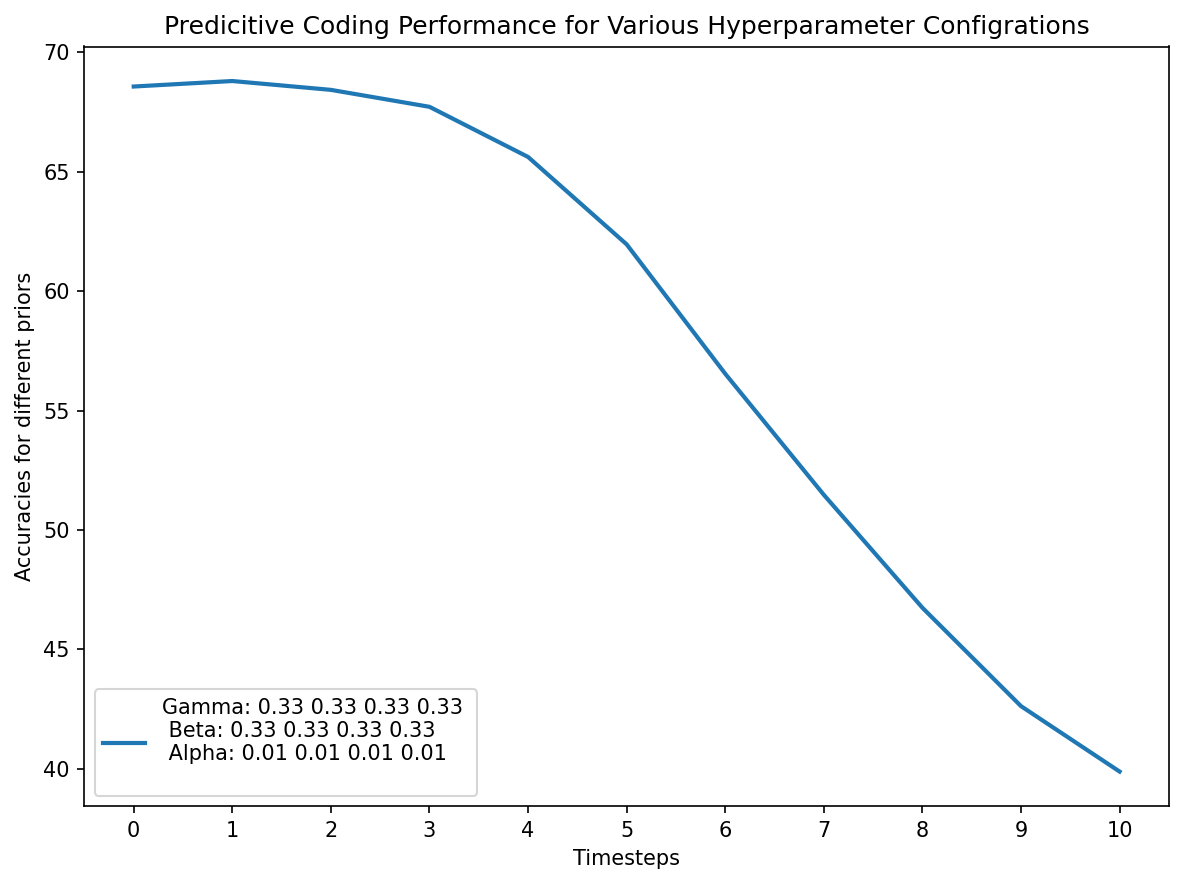 Predicitive Coding Performance for Various Hyperparameter Configrations
Accuracies for different priors
70
65
60
55
50
45
40
Gamma: 0.33 0.33 0.33 0.33
Beta: 0.33 0.33 0.33 0.33
Alpha: 0.01 0.01 0.01 0.01
0 1 2 3 4 5 6 7 8 9 10
Timesteps